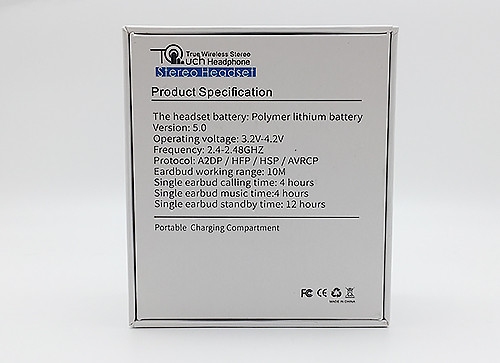 True Wireless Stereo
Touch Headphone
Stereo Headset
Product Specification
The headset battery: Polymer lithium battery
Version: 5.0
Operating voltage: 3.2V-4.2V
Frequency: 2.4-2.48GHZ
Protocol: A2DP / HFP / HSP / AVRCP
Eardbud working range: 10M
Single earbud calling time: 4 hours
Single earbud music time:4 hours
Single earbud standby time: 12 hours
Portable Charging Compartment
FC CE
MADE IN CHINA